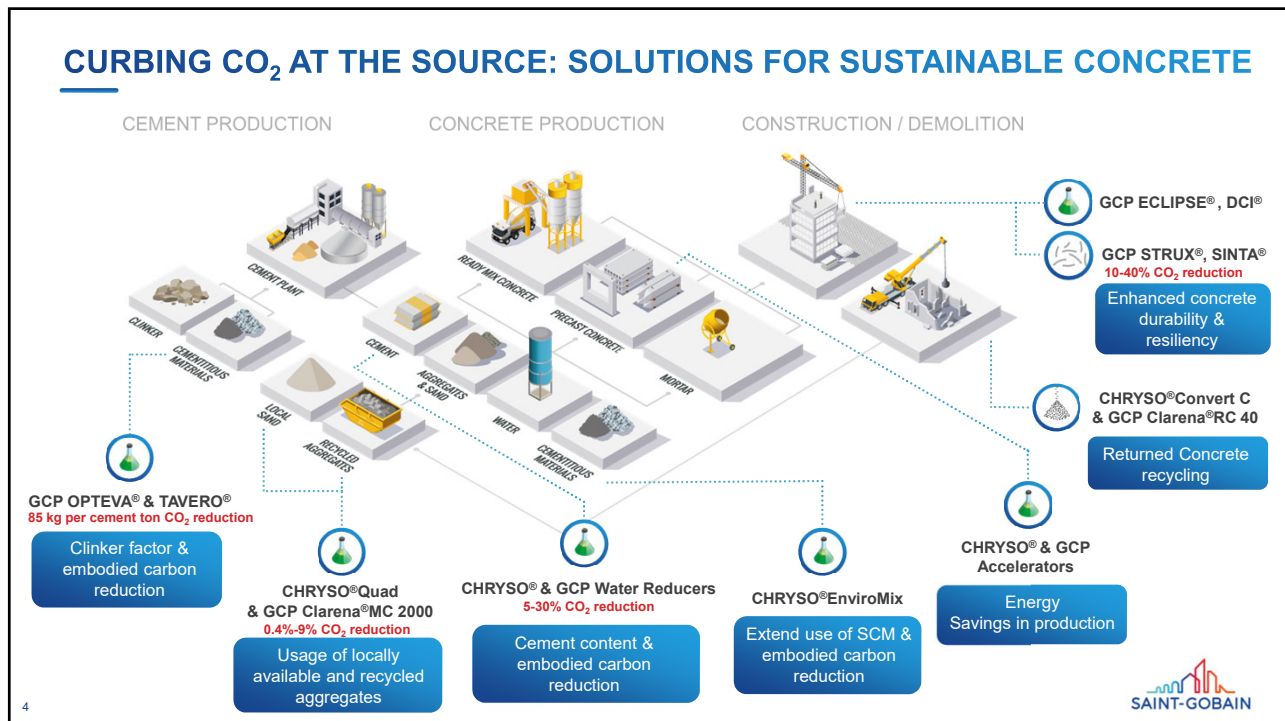 CURBING CO₂ AT THE SOURCE: SOLUTIONS FOR SUSTAINABLE CONCRETE
CEMENT PRODUCTION
CONCRETE PRODUCTION
CONSTRUCTION / DEMOLITION
CEMENT PLANT
CLINKER
CEMENTITIOUS
MATERIALS
READY MIX CONCRETE
PRECAST CONCRETE
MORTAR
CEMENT
AGGREGATES
& SAND
WATER
CEMENTITIOUS
MATERIALS
LOCAL
SAND
RECYCLED
AGGREGATES
GCP ECLIPSE® , DCI®
GCP STRUX®, SINTA®
10-40% CO₂ reduction
Enhanced concrete
durability &
resiliency
CHRYSO®Convert C
& GCP Clarena®RC 40
Returned Concrete
recycling
GCP OPTEVA® & TAVERO®
85 kg per cement ton CO₂ reduction
Clinker factor &
embodied carbon
reduction
CHRYSO®Quad
& GCP Clarena®MC 2000
0.4%-9% CO₂ reduction
Usage of locally
available and recycled
aggregates
CHRYSO® & GCP Water Reducers
5-30% CO₂ reduction
Cement content &
embodied carbon
reduction
CHRYSO®EnviroMix
Extend use of SCM &
embodied carbon
reduction
CHRYSO® & GCP
Accelerators
Energy
Savings in production
4
SAINT-GOBAIN